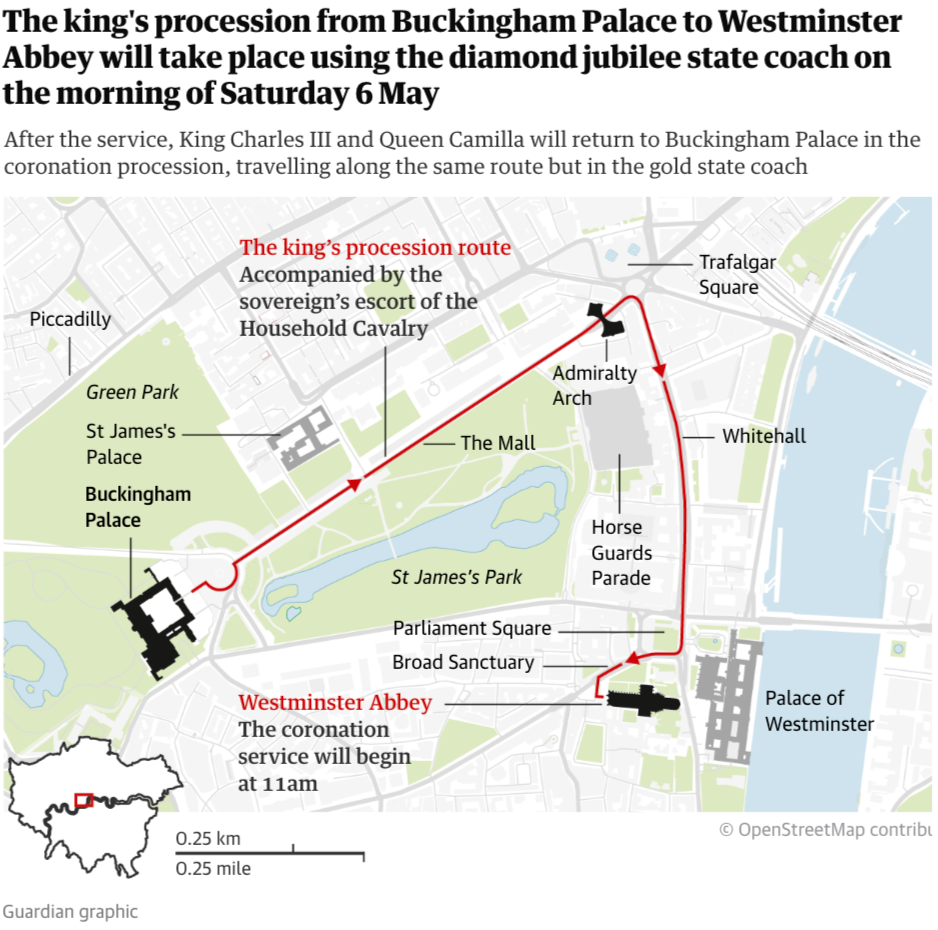 The king's procession from Buckingham Palace to Westminster
Abbey will take place using the diamond jubilee state coach on
the morning of Saturday 6 May
After the service, King Charles III and Queen Camilla will return to Buckingham Palace in the
coronation procession, travelling along the same route but in the gold state coach
The king’s procession route
Accompanied by the
sovereign’s escort of the
Household Cavalry
Trafalgar
Square
Piccadilly
Green Park
Admiralty
Arch
St James's
Palace
The Mall
Whitehall
Buckingham
Palace
Horse
Guards
Parade
St James's Park
Parliament Square
Broad Sanctuary
Westminster Abbey
The coronation
service will begin
at 11am
Palace of
Westminster
0.25 km
0.25 mile
© OpenStreetMap contribu
Guardian graphic